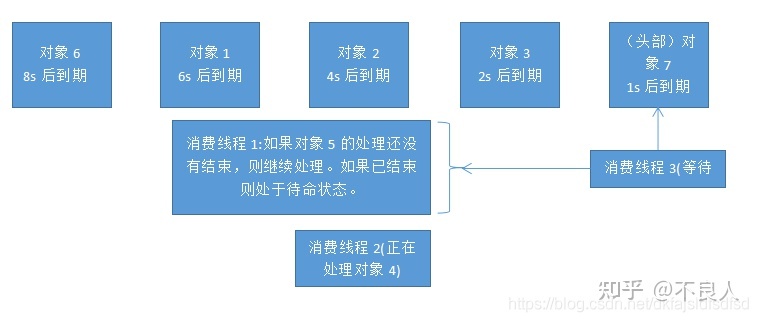 对象 6
8s 后到期
对象 1
6s 后到期
对象 2
4s 后到期
对象 3
2s 后到期
（头部）对
象 7
1s 后到期
消费线程 1:如果对象 5 的处理还没
有结束，则继续处理。如果已结束
则处于待命状态。
消费线程 3(等待
消费线程 2(正在
处理对象 4)
知乎 @不良人